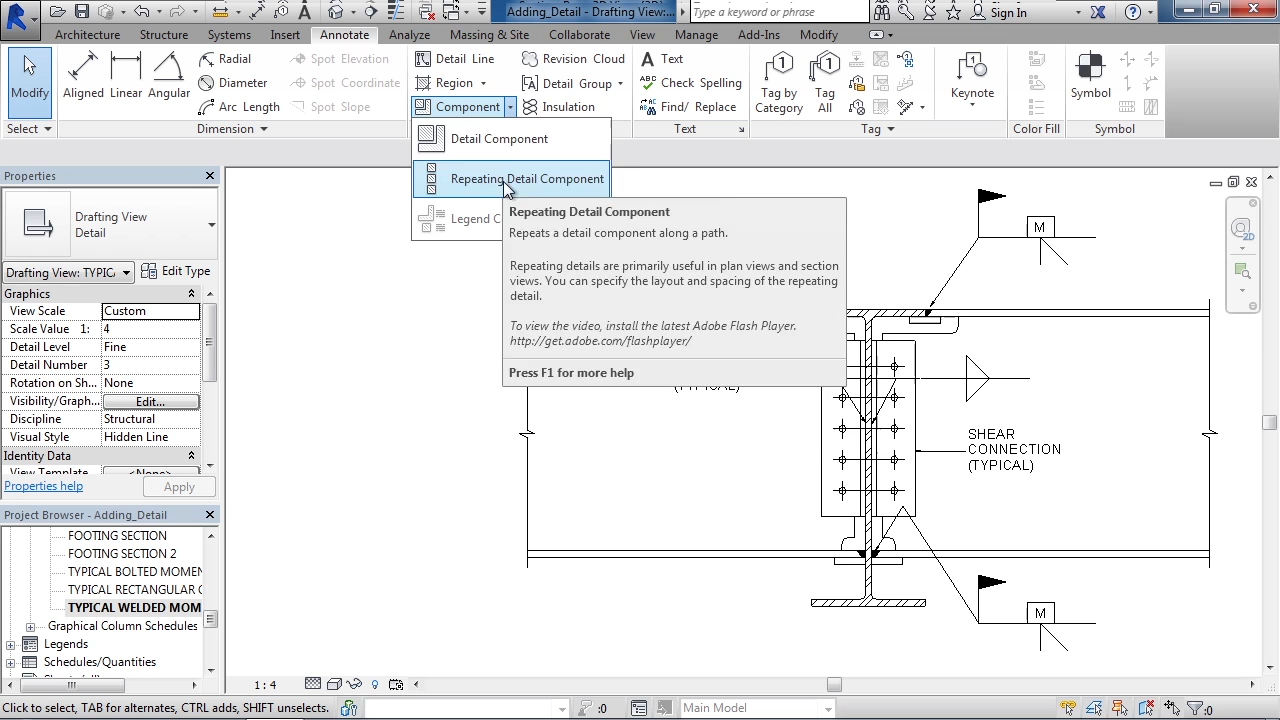 Adding_Detail - Drafting View:...
Type a keyword or phrase
Sign In
Architecture
Structure
Systems
Insert
Annotate
Analyze
Massing & Site
Collaborate
View
Manage
Add-Ins
Modify
Modify
Select
Aligned
Linear
Angular
Radial
Diameter
Arc Length
Spot Elevation
Spot Coordinate
Spot Slope
Dimension
Detail Line
Region
Component
Revision Cloud
Detail Group
Insulation
Text
Check Spelling
Find/ Replace
Text
Tag by
Category
Tag
All
Tag
Keynote
Color Fill
Symbol
Symbol
Detail Component
Repeating Detail Component
Legend C
Repeating Detail Component
Repeats a detail component along a path.
Repeating details are primarily useful in plan views and section
views. You can specify the layout and spacing of the repeating
detail.
To view the video, install the latest Adobe Flash Player.
http://get.adobe.com/flashplayer/
Press F1 for more help
Properties
Drafting View
Detail
Drafting View: TYPIC
Edit Type
Graphics
View Scale Custom
Scale Value 1: 4
Detail Level Fine
Detail Number 3
Rotation on Sh... None
Visibility/Graph... Edit...
Discipline Structural
Visual Style Hidden Line
Identity Data
View Template <None>
Properties help
Apply
Project Browser - Adding_Detail
FOOTING SECTION
FOOTING SECTION 2
TYPICAL BOLTED MOMEN
TYPICAL RECTANGULAR C
TYPICAL WELDED MOM
Graphical Column Schedules
Legends
Schedules/Quantities
M
2D
(TYPICAL)
SHEAR
CONNECTION
(TYPICAL)
M
1 : 4
Click to select, TAB for alternates, CTRL adds, SHIFT unselects.
:0
Main Model
:0